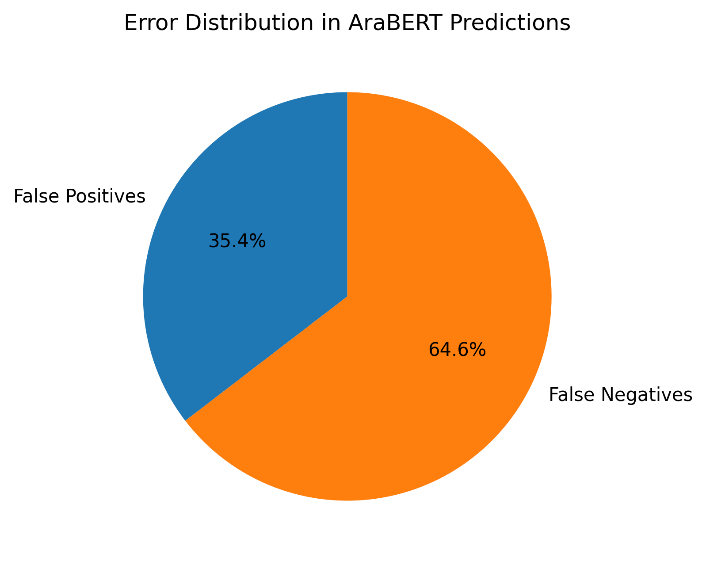 Error Distribution in AraBERT Predictions
False Positives
35.4%
64.6%
False Negatives